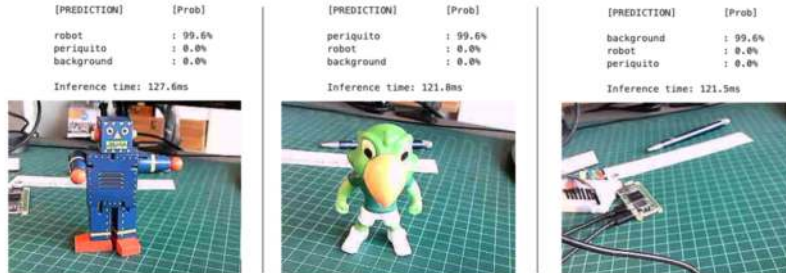 [PREDICTION] [Prob]
robot : 99.6%
periquito : 0.0%
background : 0.0%
Inference time: 127.6ms
[PREDICTION] [Prob]
periquito : 99.6%
robot : 0.0%
background : 0.0%
Inference time: 121.8ms
[PREDICTION] [Prob]
background : 99.6%
robot : 0.0%
periquito : 0.0%
Inference time: 121.5ms